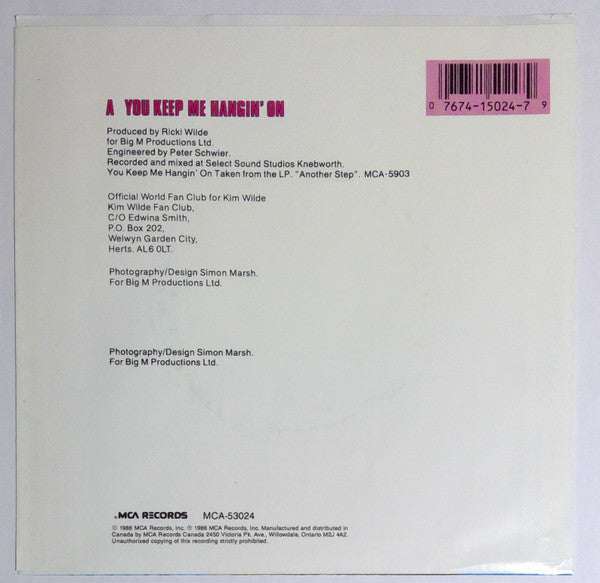 A YOU KEEP ME HANGIN' ON
0 7674-15024-7 9
Produced by Ricki Wilde
for Big M Productions Ltd.
Engineered by Peter Schwier.
Recorded and mixed at Select Sound Studios Knebworth.
You Keep Me Hangin' On Taken from the LP. "Another Step". MCA-5903
Official World Fan Club for Kim Wilde
Kim Wilde Fan Club,
C/O Edwina Smith,
P.O. Box 202,
Welwyn Garden City,
Herts. AL6 0LT.
Photography/Design Simon Marsh.
For Big M Productions Ltd.
Photography/Design Simon Marsh.
For Big M Productions Ltd.
MCA RECORDS MCA-53024
© 1986 MCA Records, Inc. ℗ 1986 MCA Records, Inc. Manufactured and distributed in
Canada by MCA Records Canada 2450 Victoria Pk. Ave., Willowdale, Ontario M2J 4A2.
Unauthorized copying of this recording strictly prohibited.